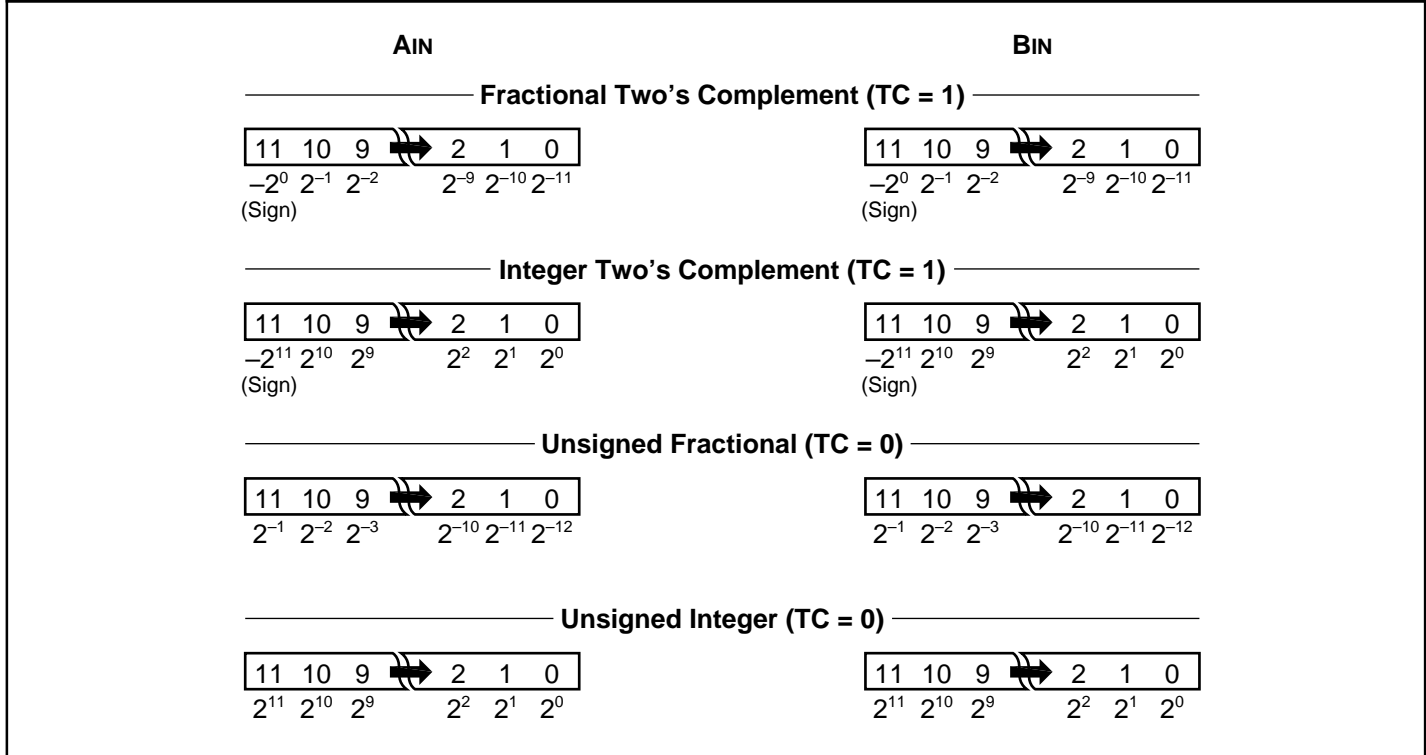 AIN BIN
Fractional Two’s Complement (TC = 1)
11 10 9 2 1 0 11 10 9 2 1 0
–2⁰ 2⁻¹ 2⁻² 2⁻⁹ 2⁻¹⁰ 2⁻¹¹ –2⁰ 2⁻¹ 2⁻² 2⁻⁹ 2⁻¹⁰ 2⁻¹¹
(Sign) (Sign)
Integer Two’s Complement (TC = 1)
11 10 9 2 1 0 11 10 9 2 1 0
–2¹¹ 2¹⁰ 2⁹ 2² 2¹ 2⁰ –2¹¹ 2¹⁰ 2⁹ 2² 2¹ 2⁰
(Sign) (Sign)
Unsigned Fractional (TC = 0)
11 10 9 2 1 0 11 10 9 2 1 0
2⁻¹ 2⁻² 2⁻³ 2⁻¹⁰ 2⁻¹¹ 2⁻¹² 2⁻¹ 2⁻² 2⁻³ 2⁻¹⁰ 2⁻¹¹ 2⁻¹²
Unsigned Integer (TC = 0)
11 10 9 2 1 0 11 10 9 2 1 0
2¹¹ 2¹⁰ 2⁹ 2² 2¹ 2⁰ 2¹¹ 2¹⁰ 2⁹ 2² 2¹ 2⁰